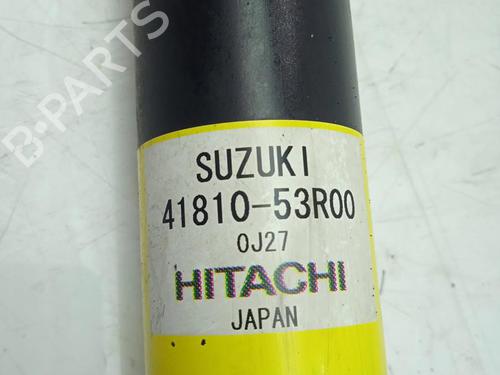 B-PARTS
SUZUKI
41810-53R00
0J27
HITACHI
JAPAN